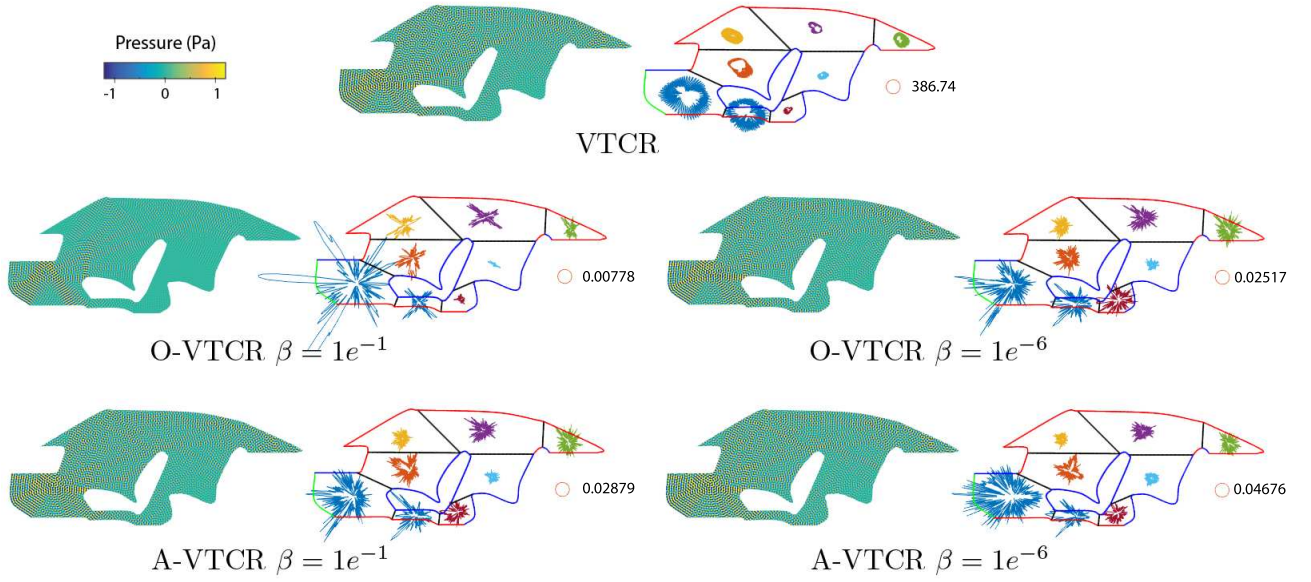 Pressure (Pa)
-1 0 1
386.74
VTCR
0.00778
0.02517
O-VTCR β = 1e⁻¹
O-VTCR β = 1e⁻⁶
0.02879
0.04676
A-VTCR β = 1e⁻¹
A-VTCR β = 1e⁻⁶